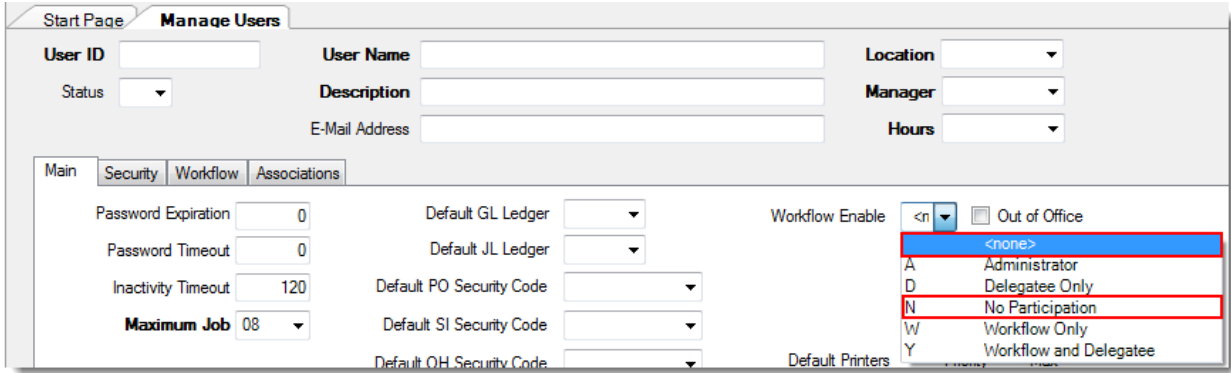 Start Page Manage Users
User ID User Name Location
Status Description Manager
E-Mail Address Hours
Main Security Workflow Associations
Password Expiration 0 Default GL Ledger Workflow Enable <n Out of Office
<none>
Password Timeout 0 Default JL Ledger
A Administrator
D Delegatee Only
Inactivity Timeout 120 Default PO Security Code
N No Participation
Maximum Job 08 Default SI Security Code
W Workflow Only
Y Workflow and Delegatee
Default OH Security Code Default Printers Priority Max